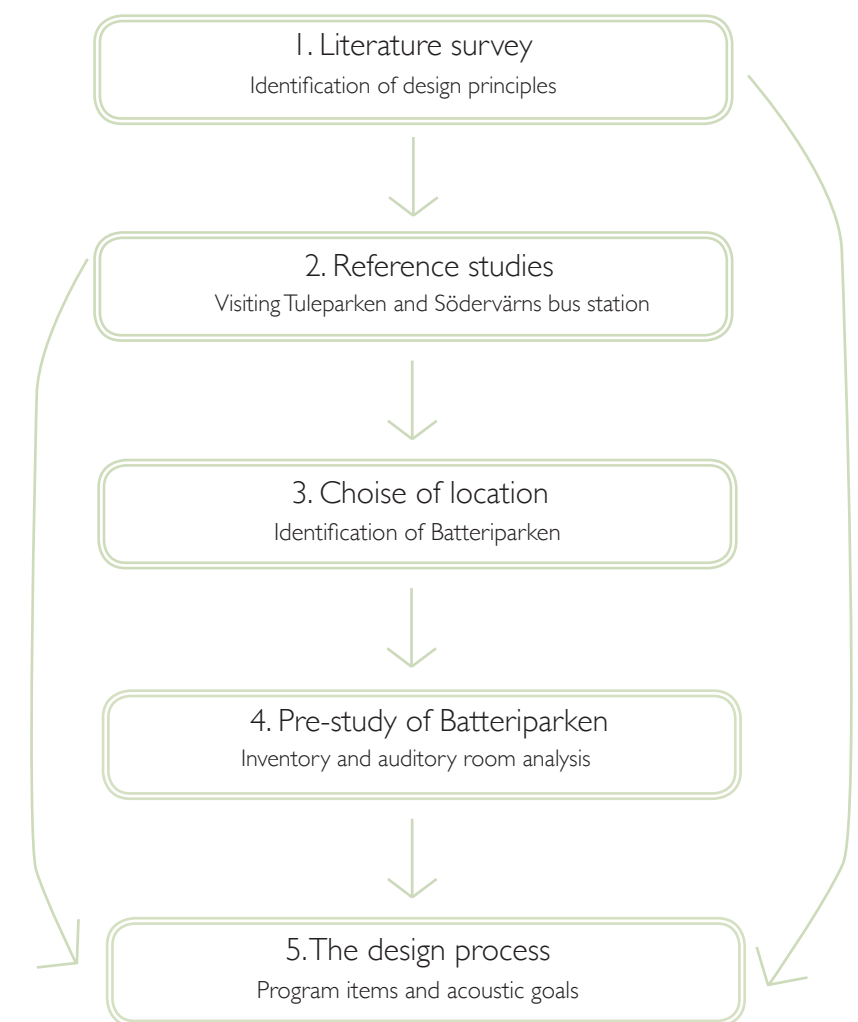 1. Literature survey
Identification of design principles
2. Reference studies
Visiting Tuleparken and Södervärns bus station
3. Choise of location
Identification of Batteriparken
4. Pre-study of Batteriparken
Inventory and auditory room analysis
5. The design process
Program items and acoustic goals